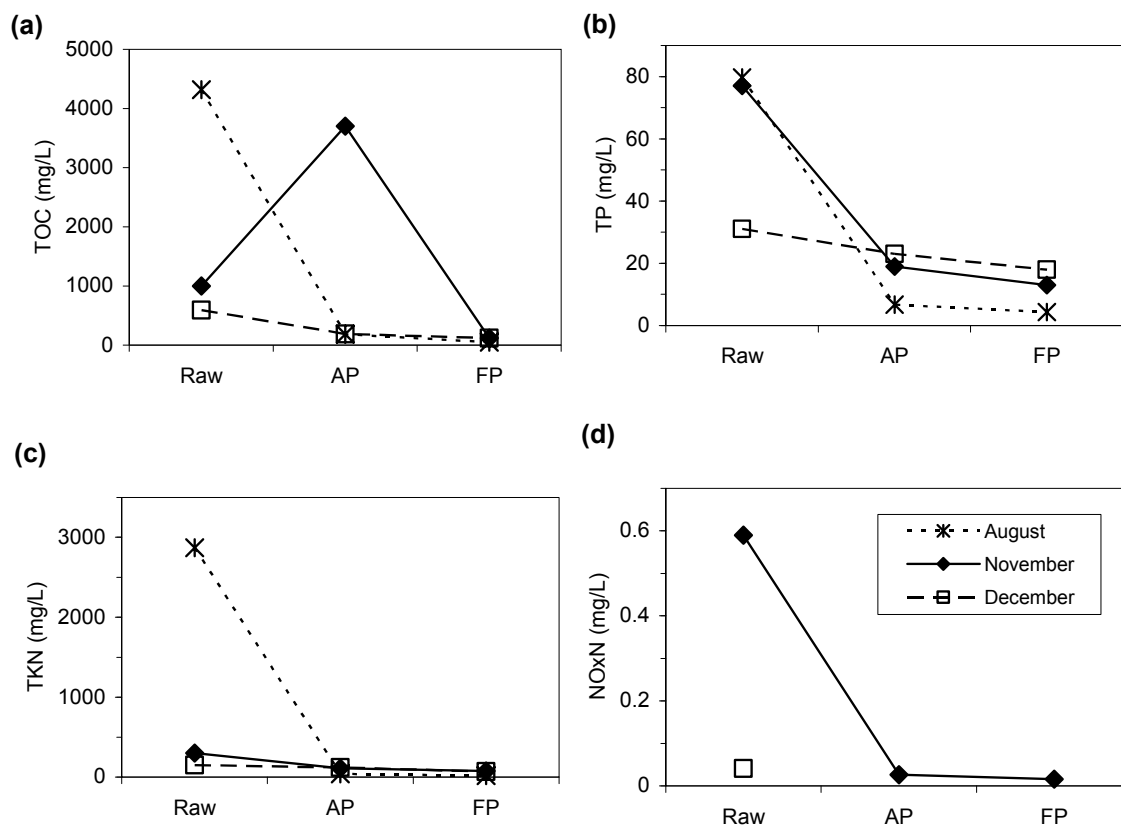 (a)
5000
4000
3000
2000
1000
0
TOC (mg/L)
Raw AP FP
(b)
80
60
40
20
0
TP (mg/L)
Raw AP FP
(c)
3000
2000
1000
0
TKN (mg/L)
Raw AP FP
(d)
0.6
0.4
0.2
0
NOxN (mg/L)
August
November
December
Raw AP FP